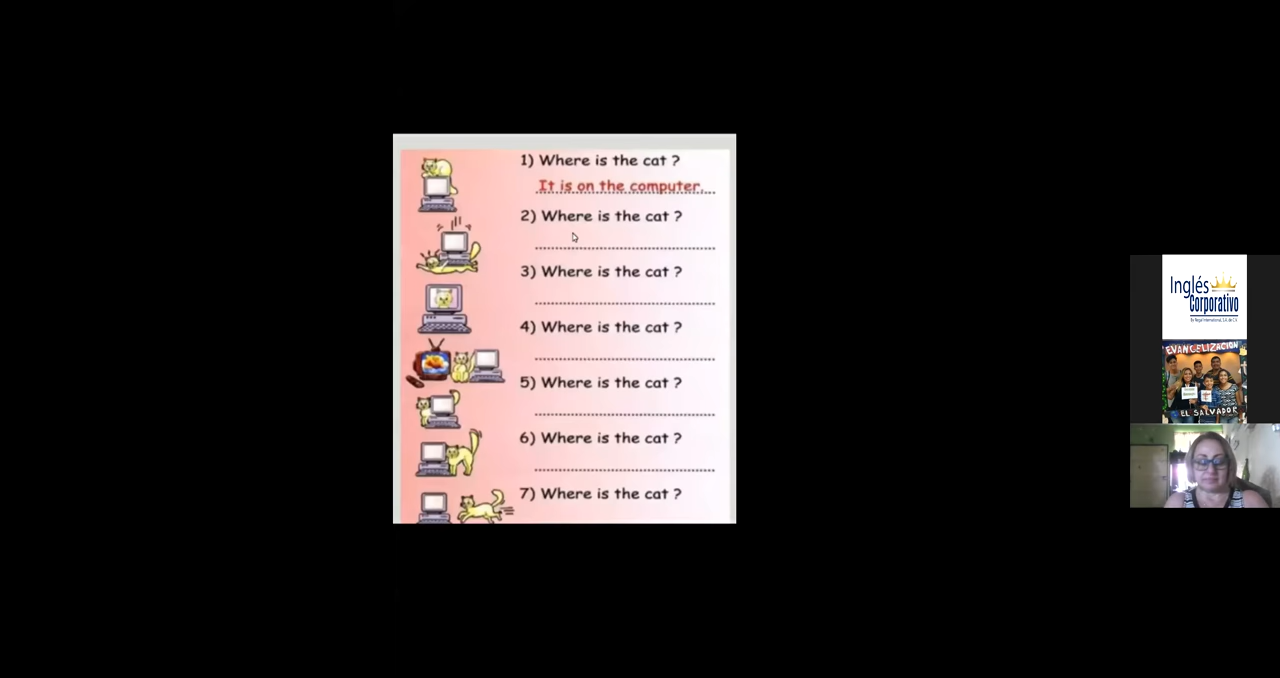 1) Where is the cat ?
It is on the computer.
2) Where is the cat ?
3) Where is the cat ?
4) Where is the cat ?
5) Where is the cat ?
6) Where is the cat ?
7) Where is the cat ?
Inglés
Corporativo
EVANGELIZACION
EL SALVADOR